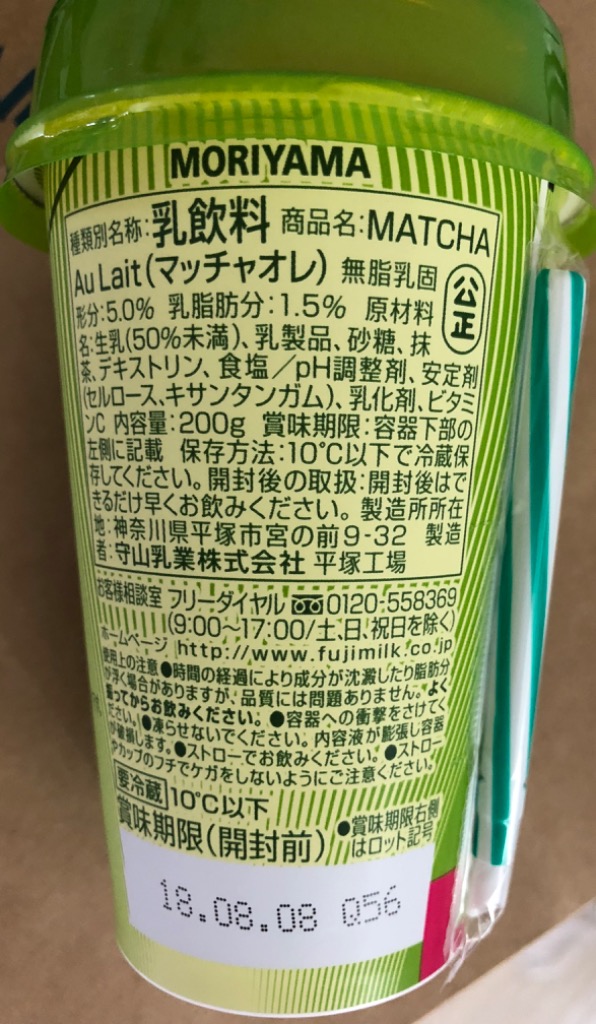 MORIYAMA
種類別名称:乳飲料 商品名:MATCHA
Au Lait(マッチャオレ) 無脂乳固
公正
形分:5.0% 乳脂肪分:1.5% 原材料
名:生乳(50%未満)、乳製品、砂糖、抹
茶、デキストリン、食塩/pH調整剤、安定剤
(セルロース、キサンタンガム)、乳化剤、ビタミ
ンC 内容量:200g 賞味期限:容器下部の
左側に記載 保存方法:10℃以下で冷蔵保
存してください。開封後の取扱:開封後はで
きるだけ早くお飲みください。 製造所所在
地:神奈川県平塚市宮の前9-32 製造
者:守山乳業株式会社 平塚工場
お客様相談室 フリーダイヤル 0120-558369
(9:00〜17:00/土、日、祝日を除く)
ホームページ http://www.fujimilk.co.jp
使用上の注意 ●時間の経過により成分が沈澱したり脂肪分
が浮く場合がありますが、品質には問題ありません。よく
振ってからお飲みください。●容器への衝撃をさけてく
ださい。●凍らせないでください。内容液が膨張し容器
が破損します。●ストローでお飲みください。●ストロー
やカップのフチでケガをしないようにご注意ください。
要冷蔵 10℃以下
賞味期限(開封前) ●賞味期限右側
はロット記号
18.08.08 Q56